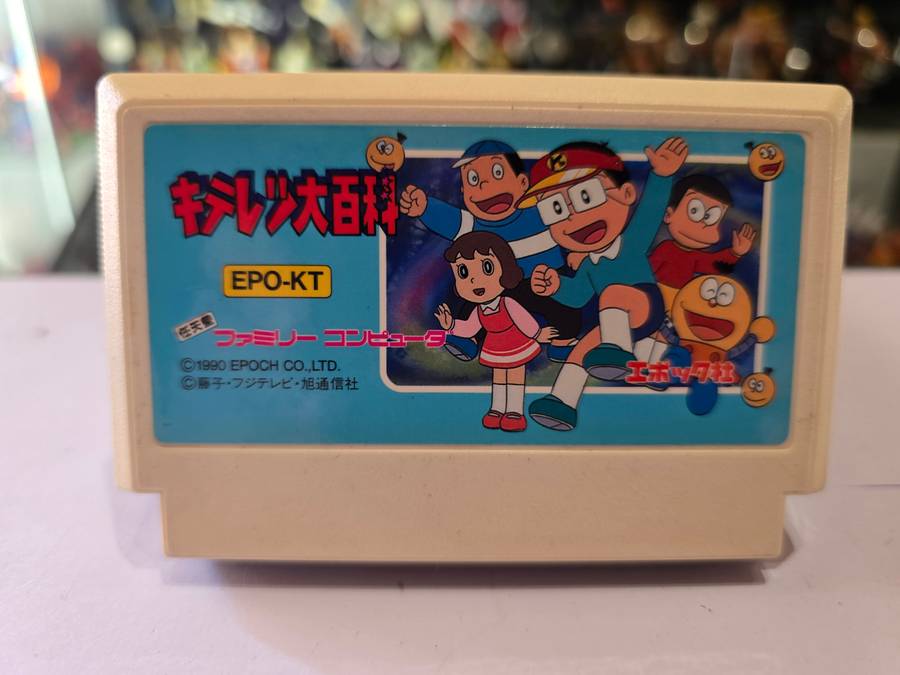 キテレツ大百科
EPO-KT
任天堂
ファミリー コンピュータ
©1990 EPOCH CO.,LTD.
©藤子・フジテレビ・旭通信社
エポック社